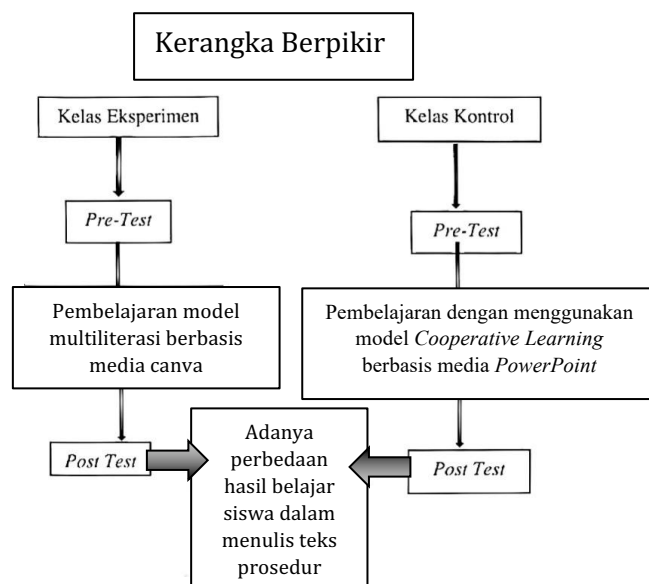 Kerangka Berpikir
Kelas Eksperimen
Kelas Kontrol
Pre-Test
Pre-Test
Pembelajaran model
multiliterasi berbasis
media canva
Pembelajaran dengan menggunakan
model Cooperative Learning
berbasis media PowerPoint
Post Test
Adanya
perbedaan
hasil belajar
siswa dalam
menulis teks
prosedur
Post Test